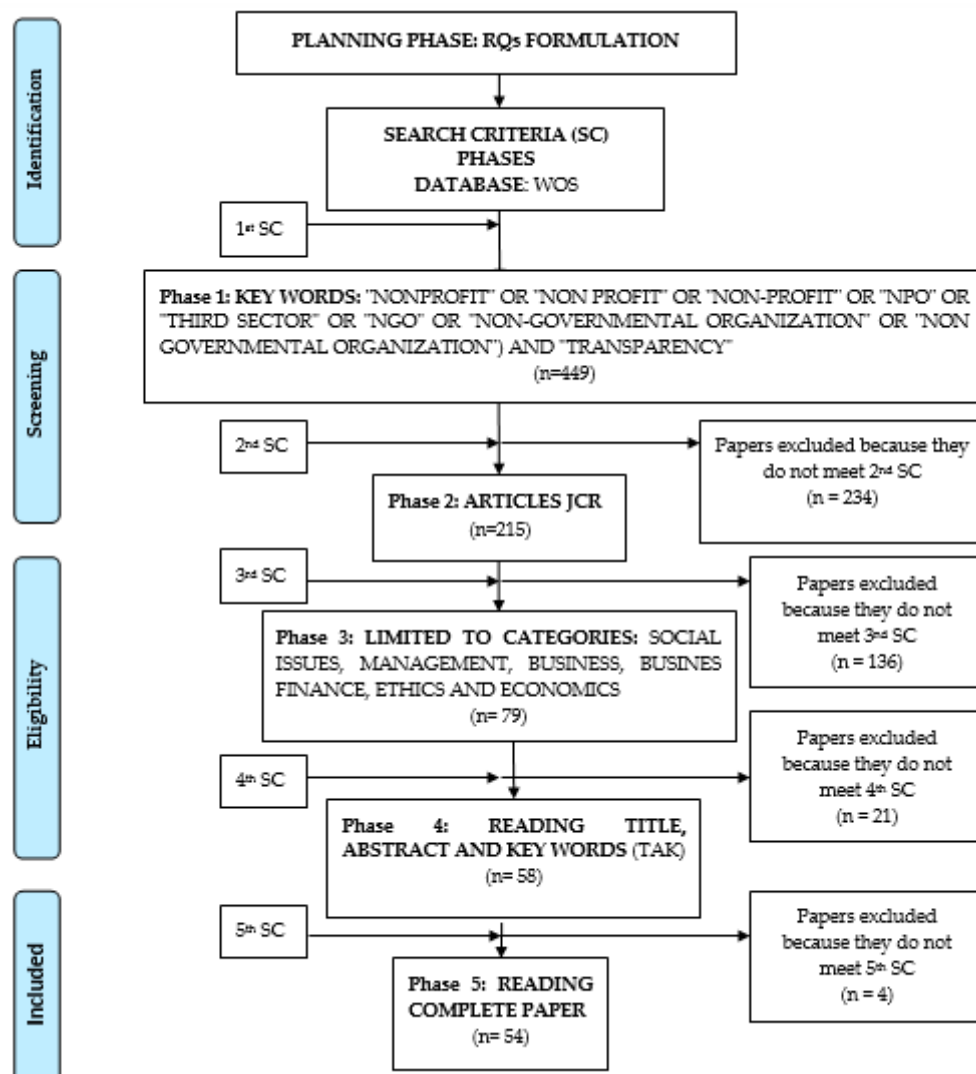 Identification
PLANNING PHASE: RQs FORMULATION
SEARCH CRITERIA (SC)
PHASES
DATABASE: WOS
1st SC
Screening
Phase 1: KEY WORDS: "NONPROFIT" OR "NON PROFIT" OR "NON-PROFIT" OR "NPO" OR
"THIRD SECTOR" OR "NGO" OR "NON-GOVERNMENTAL ORGANIZATION" OR "NON
GOVERNMENTAL ORGANIZATION") AND "TRANSPARENCY"
(n=449)
2nd SC
Papers excluded because they
do not meet 2nd SC
(n = 234)
Phase 2: ARTICLES JCR
(n=215)
Eligibility
3nd SC
Papers excluded
because they do not
meet 3nd SC
(n = 136)
Phase 3: LIMITED TO CATEGORIES: SOCIAL
ISSUES, MANAGEMENT, BUSINESS, BUSINES
FINANCE, ETHICS AND ECONOMICS
(n= 79)
4th SC
Papers excluded
because they do not
meet 4th SC
(n = 21)
Phase 4: READING TITLE,
ABSTRACT AND KEY WORDS (TAK)
(n= 58)
Included
5th SC
Papers excluded
because they do not
meet 5th SC
(n = 4)
Phase 5: READING
COMPLETE PAPER
(n= 54)